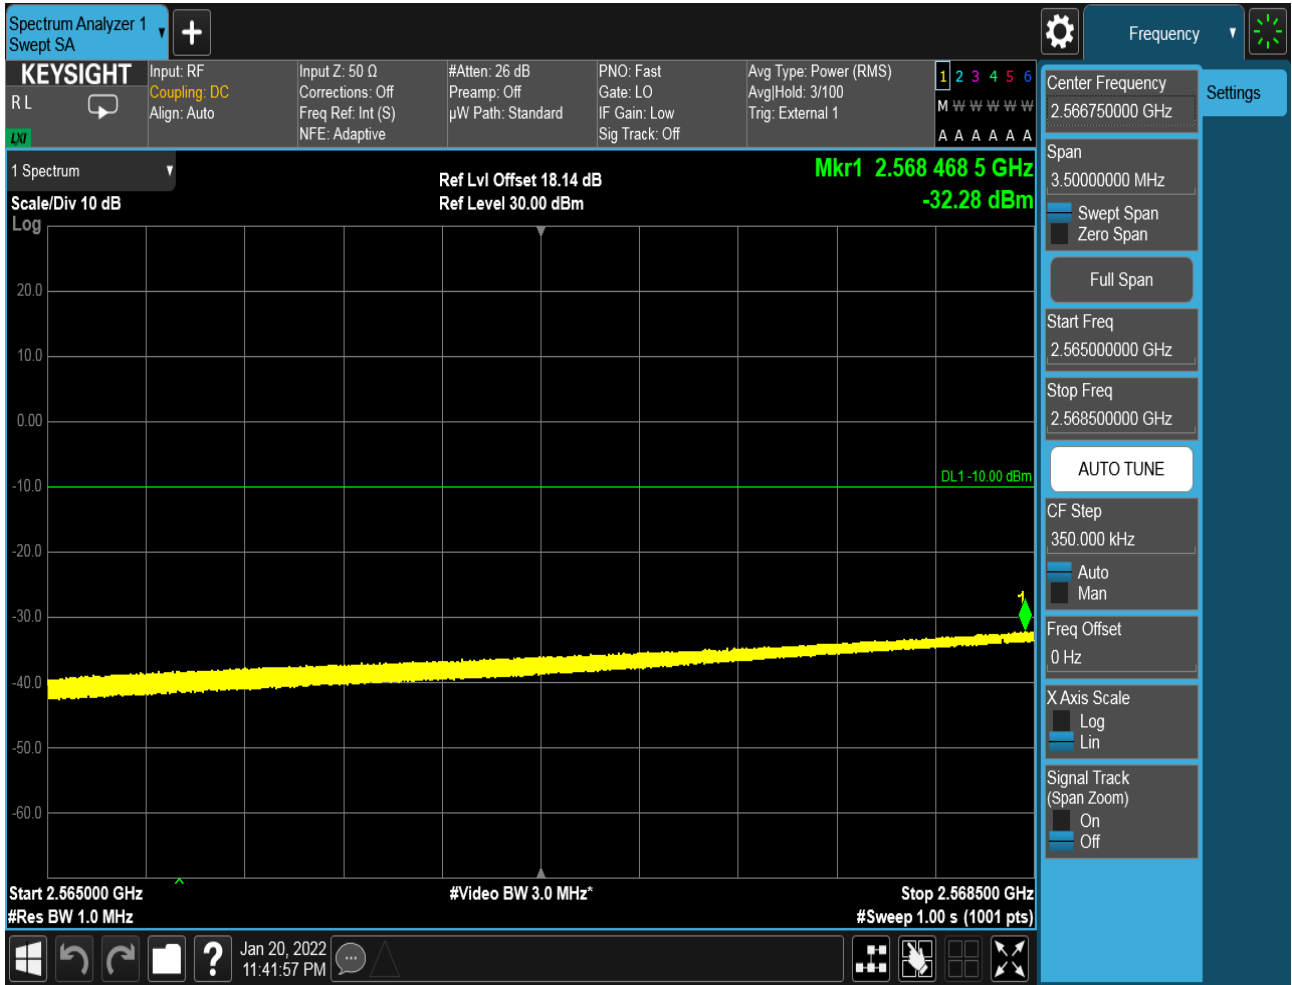 Spectrum Analyzer 1
Swept SA
Frequency
KEYSIGHT
R L
LXI
Input: RF
Coupling: DC
Align: Auto
Input Z: 50 Ω
Corrections: Off
Freq Ref: Int (S)
NFE: Adaptive
#Atten: 26 dB
Preamp: Off
µW Path: Standard
PNO: Fast
Gate: LO
IF Gain: Low
Sig Track: Off
Avg Type: Power (RMS)
Avg|Hold: 3/100
Trig: External 1
1 2 3 4 5 6
M W W W W W
A A A A A A
1 Spectrum
Scale/Div 10 dB
Log
Ref Lvl Offset 18.14 dB
Ref Level 30.00 dBm
Mkr1 2.568 468 5 GHz
-32.28 dBm
20.0
10.0
0.00
-10.0
-20.0
-30.0
-40.0
-50.0
-60.0
DL1 -10.00 dBm
1
Start 2.565000 GHz
#Res BW 1.0 MHz
#Video BW 3.0 MHz*
Stop 2.568500 GHz
#Sweep 1.00 s (1001 pts)
Jan 20, 2022
11:41:57 PM
Center Frequency
2.566750000 GHz
Span
3.50000000 MHz
Swept Span
Zero Span
Full Span
Start Freq
2.565000000 GHz
Stop Freq
2.568500000 GHz
AUTO TUNE
CF Step
350.000 kHz
Auto
Man
Freq Offset
0 Hz
X Axis Scale
Log
Lin
Signal Track
(Span Zoom)
On
Off
Settings